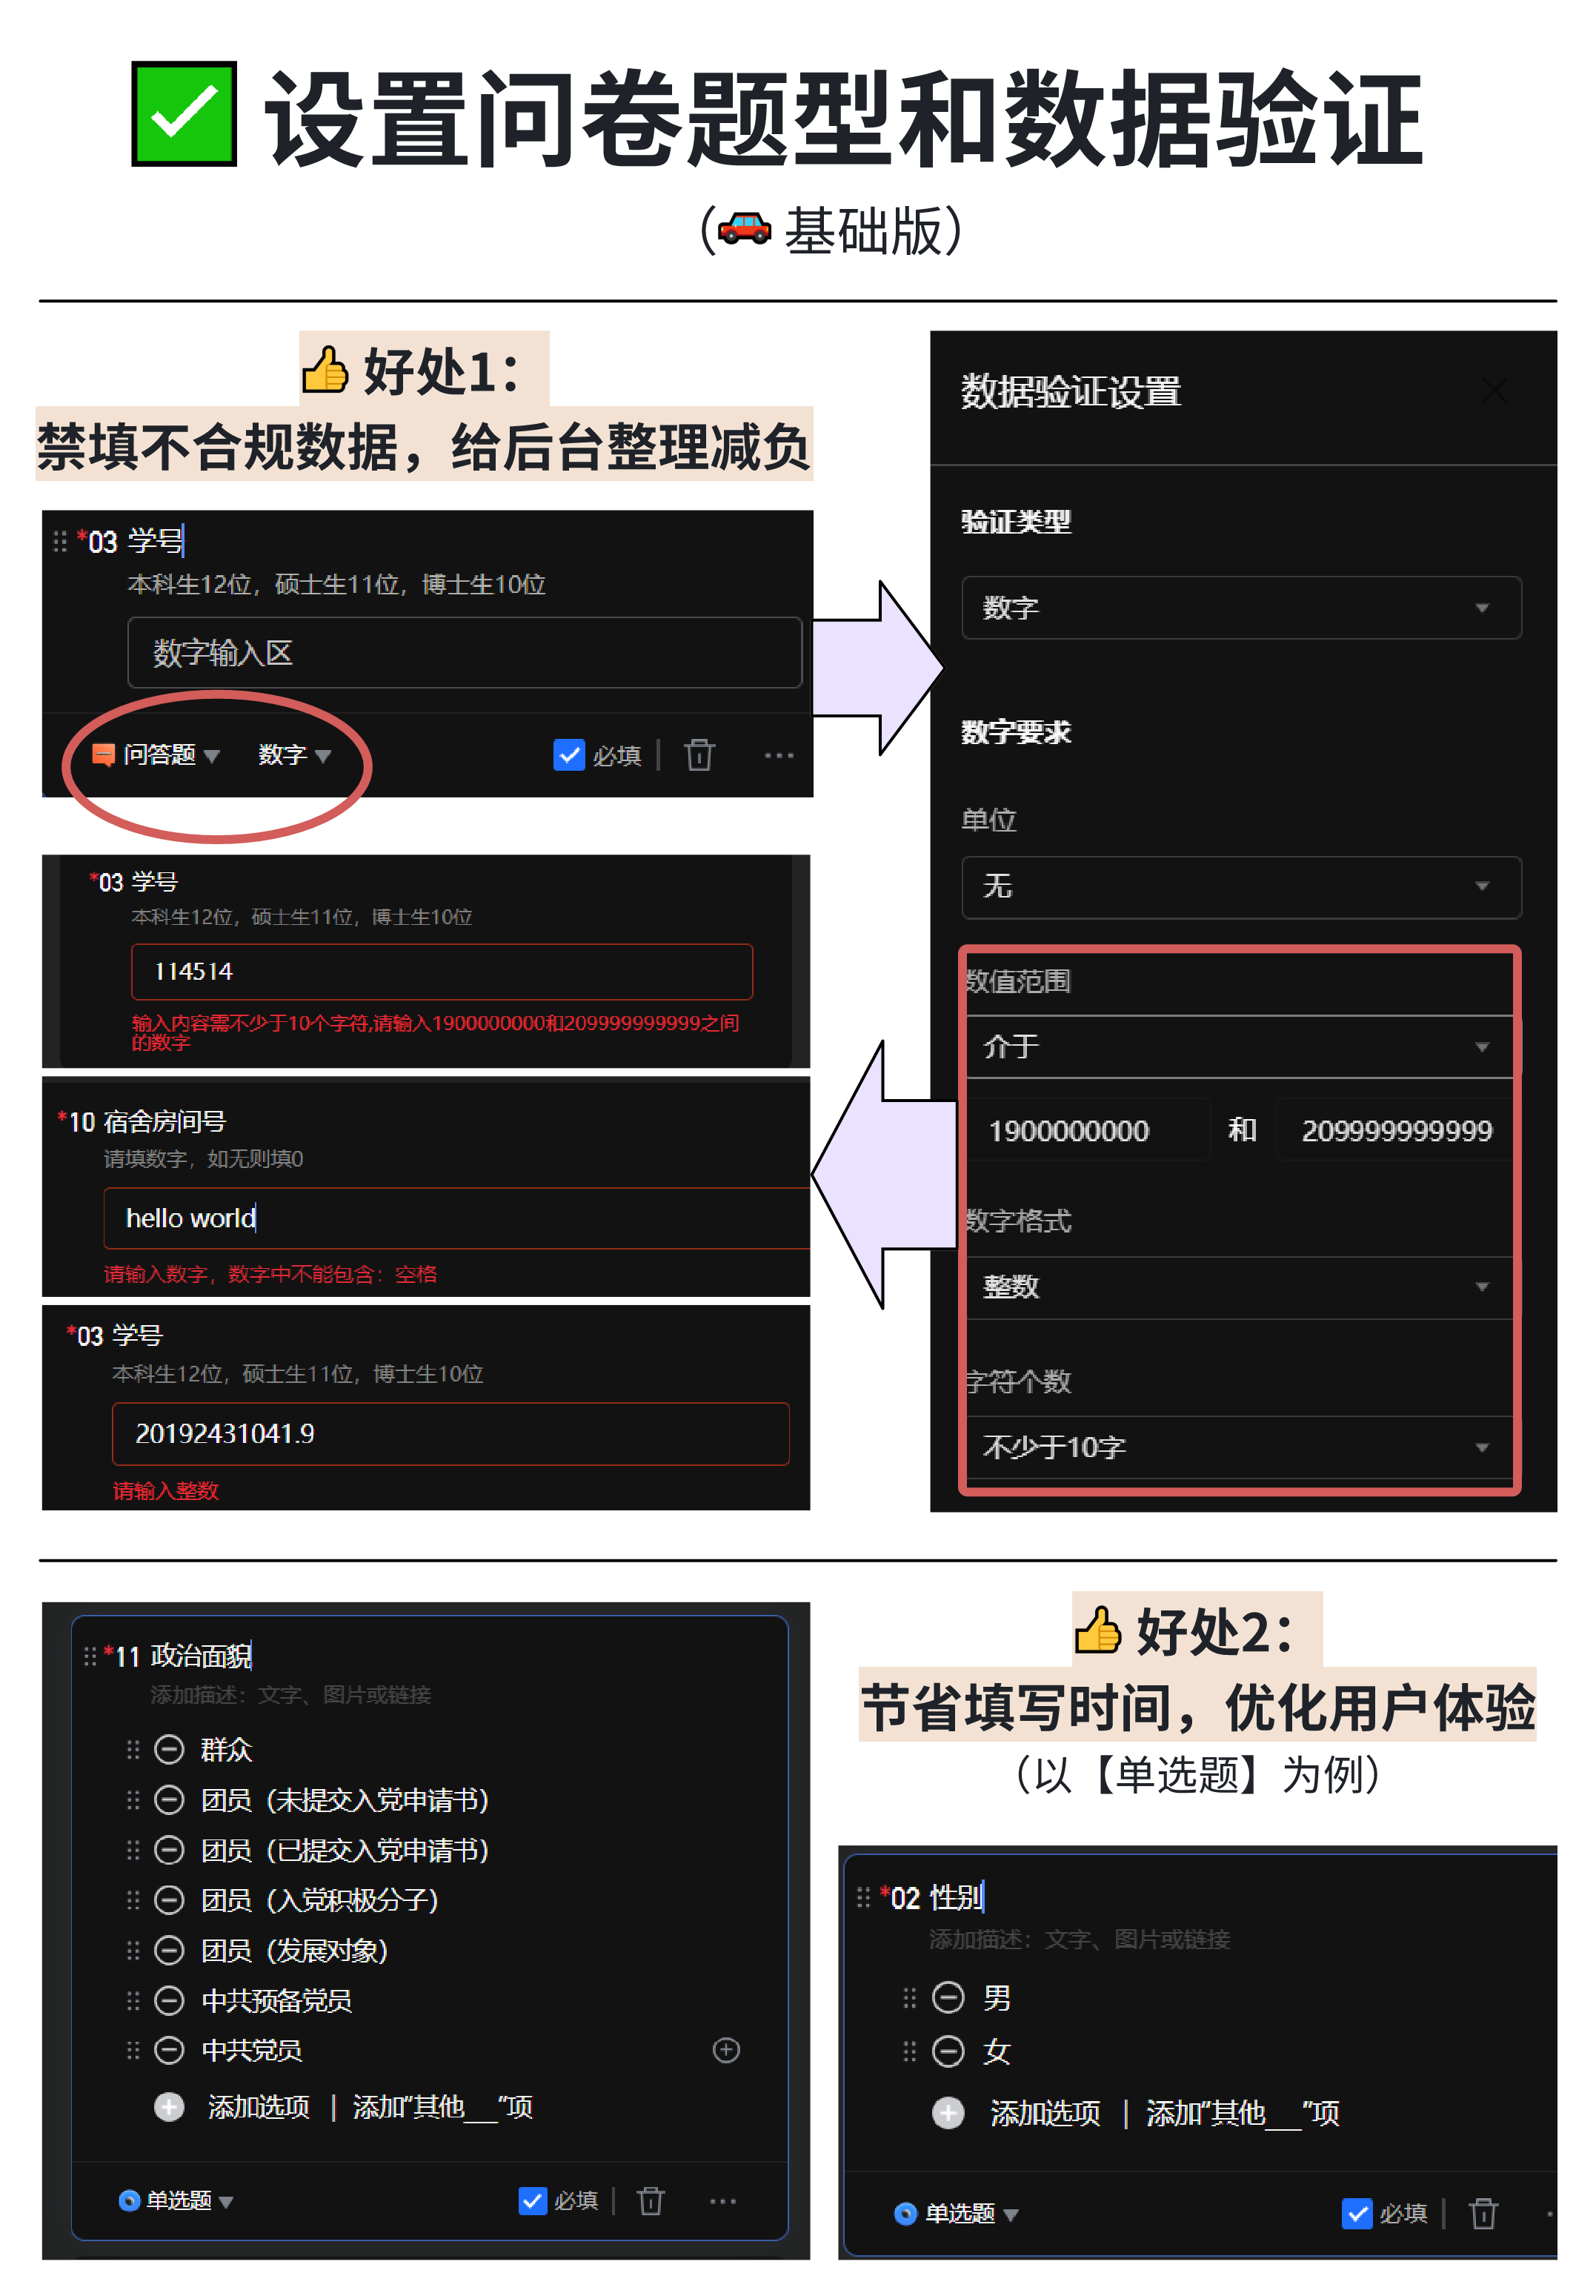 ✅ 设置问卷题型和数据验证
（🚗 基础版）
👍 好处1：
禁填不合规数据，给后台整理减负
*03 学号
本科生12位，硕士生11位，博士生10位
数字输入区
问答题 数字 必填
*03 学号
本科生12位，硕士生11位，博士生10位
114514
输入内容需不少于10个字符,请输入1900000000和209999999999之间
的数字
*10 宿舍房间号
请填数字，如无则填0
hello world
请输入数字，数字中不能包含：空格
*03 学号
本科生12位，硕士生11位，博士生10位
20192431041.9
请输入整数
数据验证设置
验证类型
数字
数字要求
单位
无
数值范围
介于
1900000000 和 209999999999
数字格式
整数
字符个数
不少于10字
*11 政治面貌
添加描述：文字、图片或链接
群众
团员（未提交入党申请书）
团员（已提交入党申请书）
团员（入党积极分子）
团员（发展对象）
中共预备党员
中共党员
添加选项 | 添加"其他___"项
单选题 必填
👍 好处2：
节省填写时间，优化用户体验
（以【单选题】为例）
*02 性别
添加描述：文字、图片或链接
男
女
添加选项 | 添加"其他___"项
单选题 必填